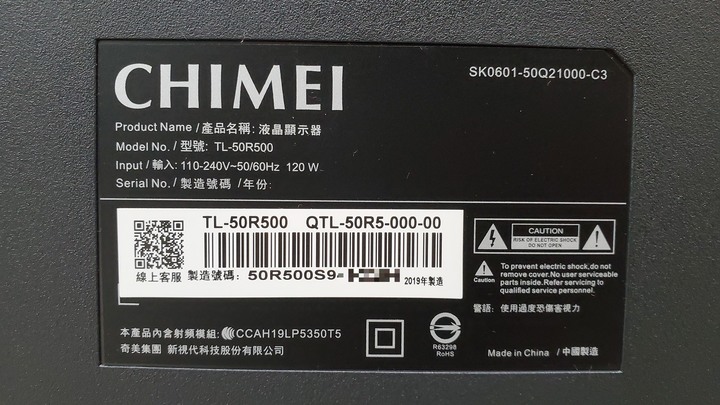 CHIMEI
SK0601-50Q21000-C3
Product Name / 產品名稱: 液晶顯示器
Model No. / 型號: TL-50R500
Input / 輸入: 110-240V~50/60Hz 120 W
Serial No. / 製造號碼 / 年份:
TL-50R500 QTL-50R5-000-00
線上客服 製造號碼: 50R500S9- 2019年製造
CAUTION
RISK OF ELECTRIC SHOCK
DO NOT OPEN
Caution
To prevent electric shock,do not
remove cover.No user serviceable
parts inside.Refer servicing to
qualified service personnel.
警語: 使用過度恐傷害視力
本產品內含射頻模組: CCAH19LP5350T5
奇美集團 新視代科技股份有限公司
R63298
RoHS
Made in China / 中國製造